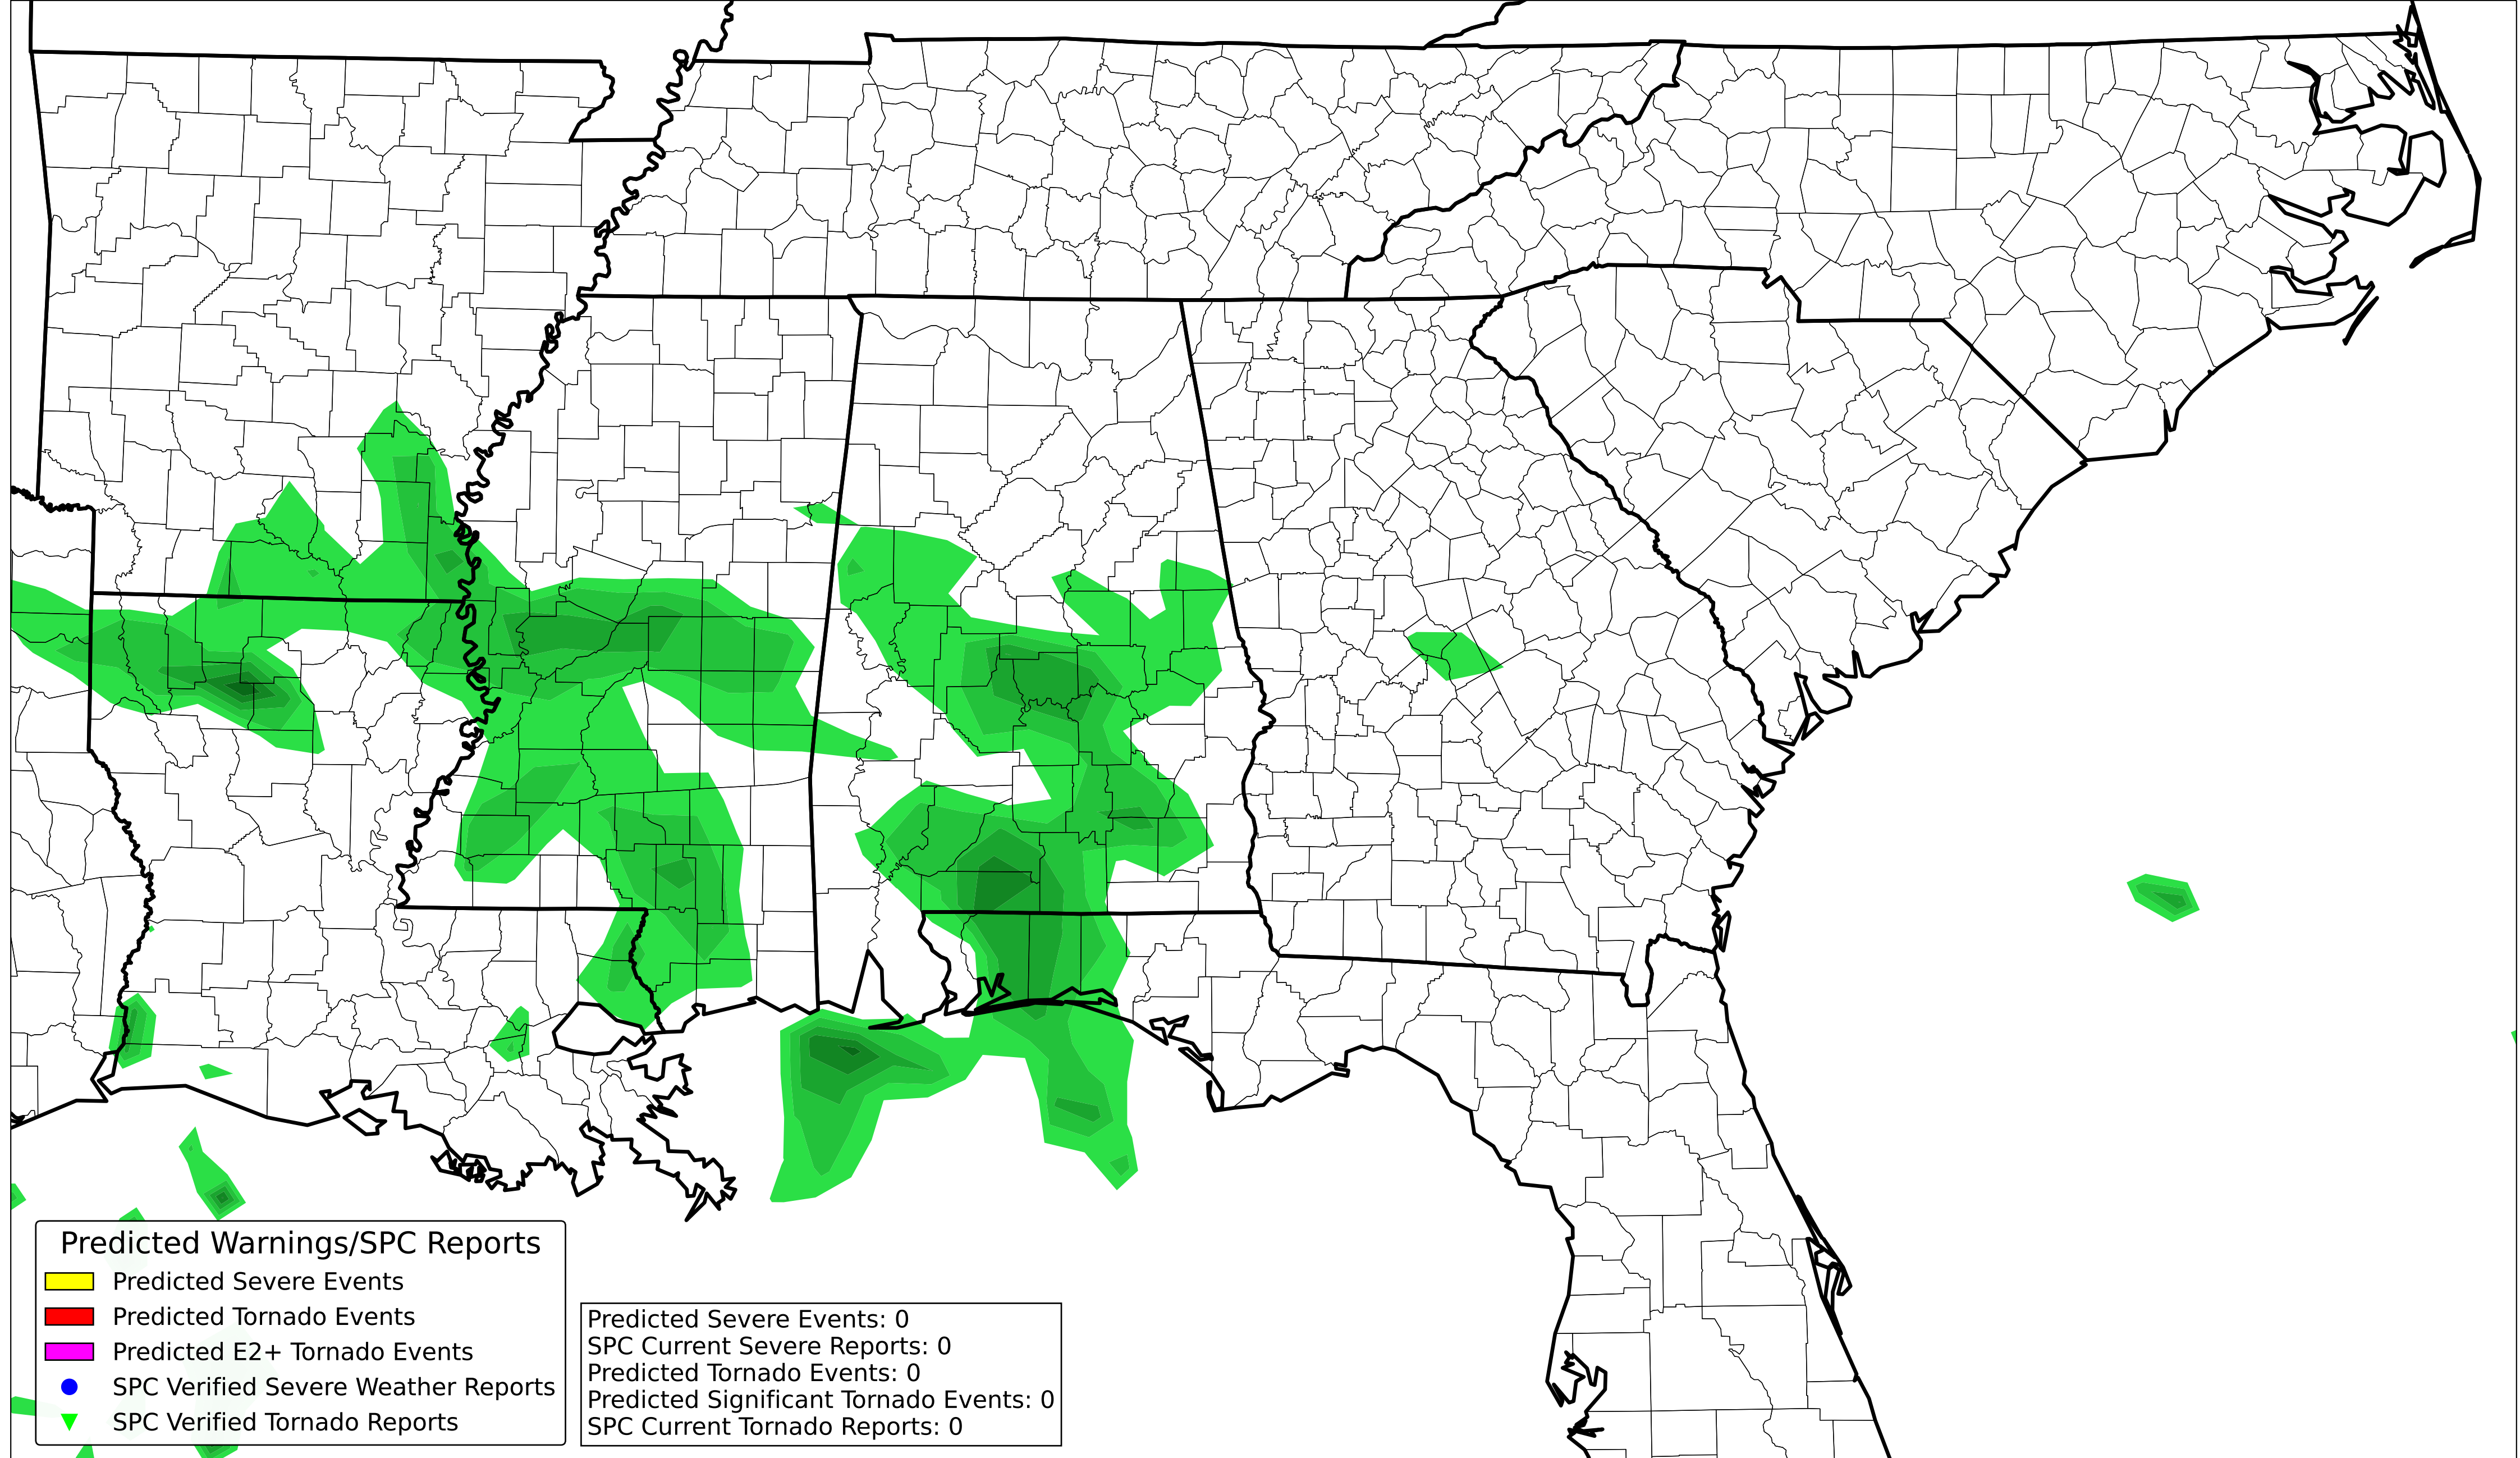 Predicted Warnings/SPC Reports
Predicted Severe Events
Predicted Tornado Events
Predicted E2+ Tornado Events
SPC Verified Severe Weather Reports
SPC Verified Tornado Reports
Predicted Severe Events: 0
SPC Current Severe Reports: 0
Predicted Tornado Events: 0
Predicted Significant Tornado Events: 0
SPC Current Tornado Reports: 0